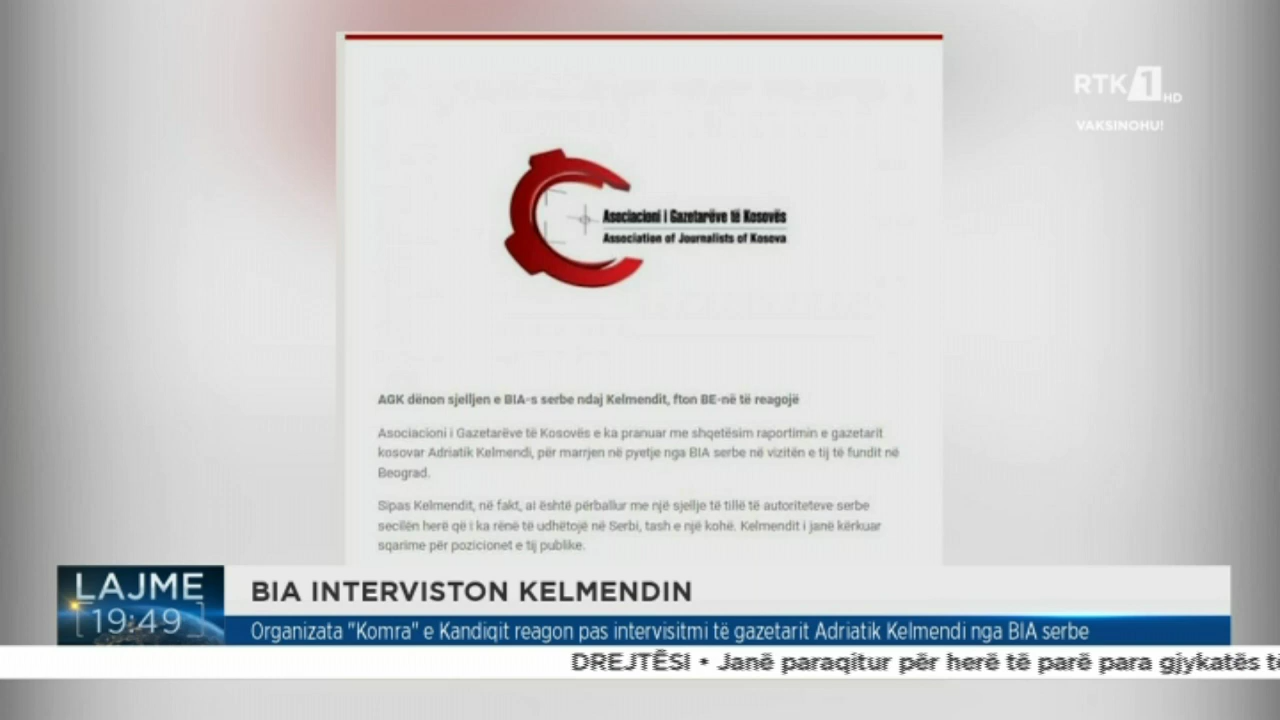 RTK 1 HD
VAKSINOHU!
Asociacioni i Gazetarëve të Kosovës
Association of Journalists of Kosova
AGK dënon sjelljen e BIA-s serbe ndaj Kelmendit, fton BE-në të reagojë
Asociacioni i Gazetarëve të Kosovës e ka pranuar me shqetësim raportimin e gazetarit
kosovar Adriatik Kelmendi, për marrjen në pyetje nga BIA serbe në vizitën e tij të fundit në
Beograd.
Sipas Kelmendit, në fakt, ai është përballur me një sjellje të tillë të autoriteteve serbe
secilën herë që i ka rënë të udhëtojë në Serbi, tash e një kohë. Kelmendit i janë kërkuar
sqarime për pozicionet e tij publike.
LAJME
19:49
BIA INTERVISTON KELMENDIN
Organizata "Komra" e Kandiqit reagon pas intervisitmi të gazetarit Adriatik Kelmendi nga BIA serbe
DREJTËSI • Janë paraqitur për herë të parë para gjykatës të